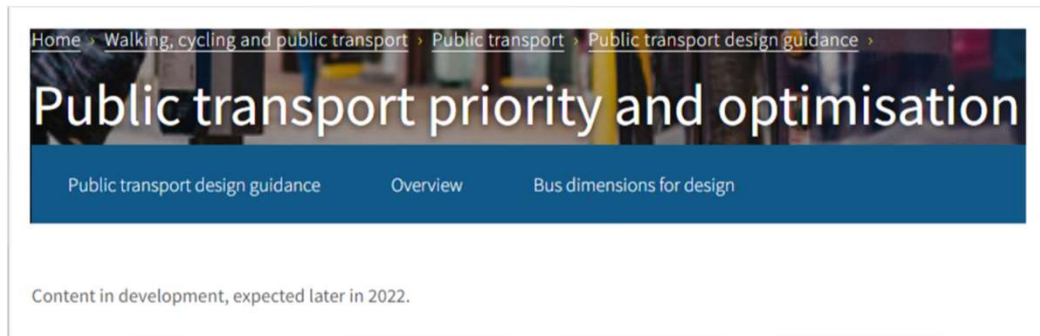 Home › Walking, cycling and public transport › Public transport › Public transport design guidance ›
Public transport priority and optimisation
Public transport design guidance Overview Bus dimensions for design
Content in development, expected later in 2022.